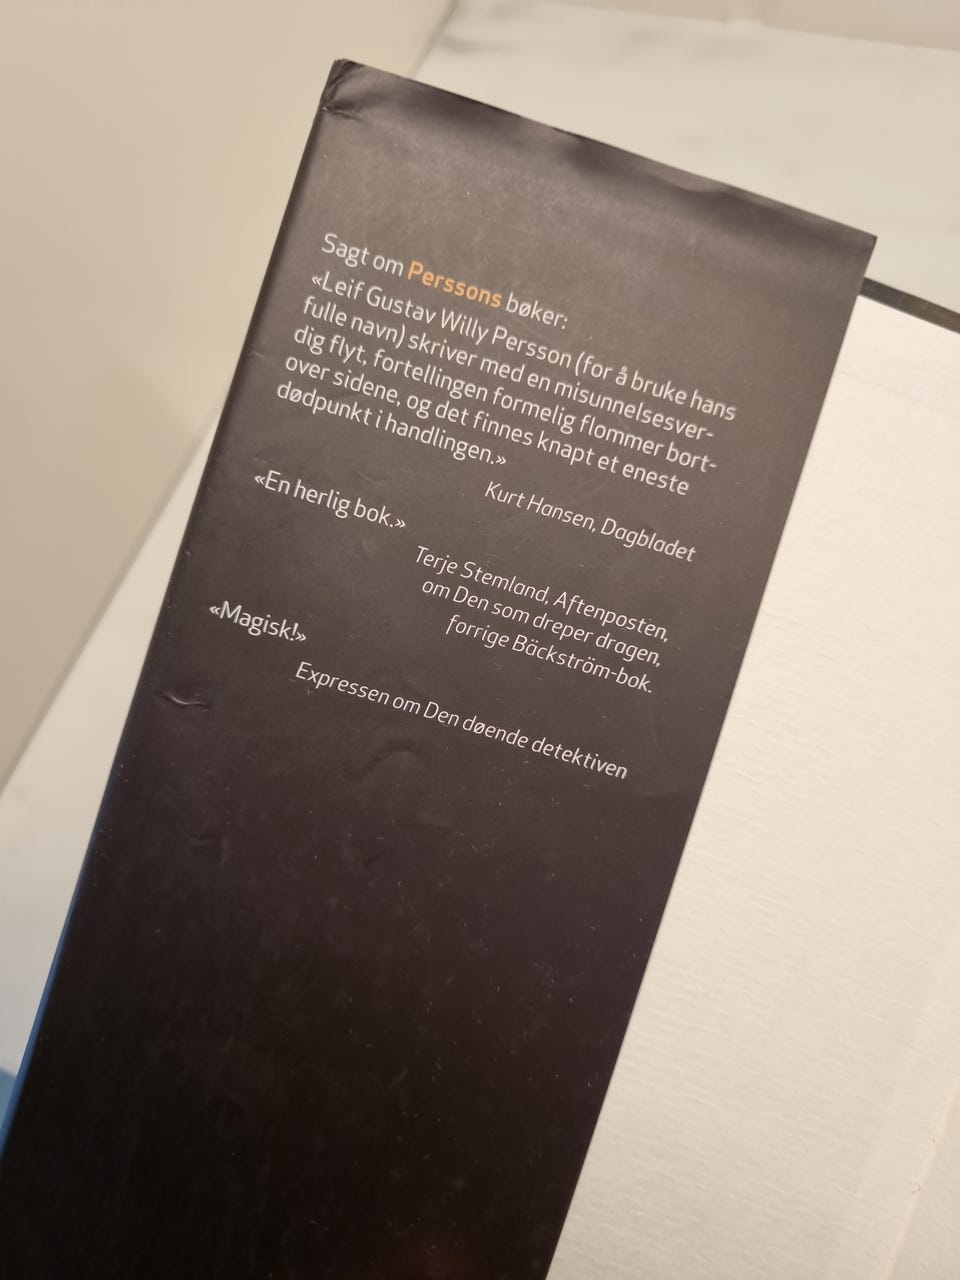 Sagt om Perssons bøker:
«Leif Gustav Willy Persson (for å bruke hans
fulle navn) skriver med en misunnelsesver-
dig flyt, fortellingen formelig flommer bort-
over sidene, og det finnes knapt et eneste
dødpunkt i handlingen.»
Kurt Hansen, Dagbladet
«En herlig bok.»
Terje Stemland, Aftenposten,
om Den som dreper dragen,
forrige Bäckström-bok.
«Magisk!»
Expressen om Den døende detektiven